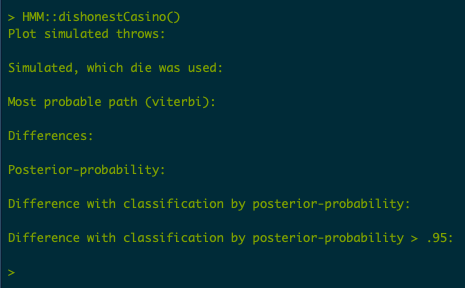 > HMM::dishonestCasino()
Plot simulated throws:
Simulated, which die was used:
Most probable path (viterbi):
Differences:
Posterior-probability:
Difference with classification by posterior-probability:
Difference with classification by posterior-probability > .95:
>